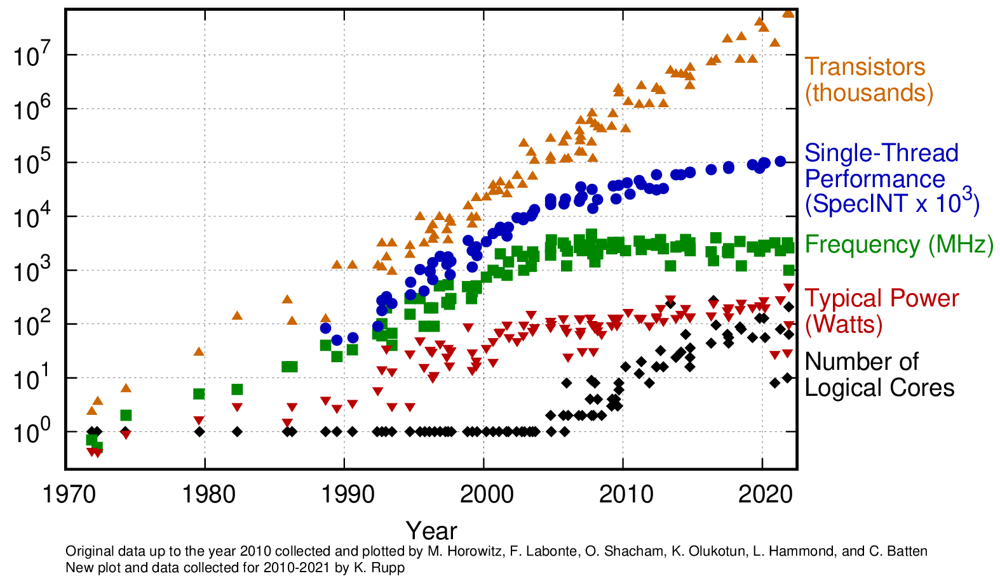 10^7
10^6
10^5
10^4
10^3
10^2
10^1
10^0
1970 1980 1990 2000 2010 2020
Year
Transistors
(thousands)
Single-Thread
Performance
(SpecINT x 10^3)
Frequency (MHz)
Typical Power
(Watts)
Number of
Logical Cores
Original data up to the year 2010 collected and plotted by M. Horowitz, F. Labonte, O. Shacham, K. Olukotun, L. Hammond, and C. Batten
New plot and data collected for 2010-2021 by K. Rupp